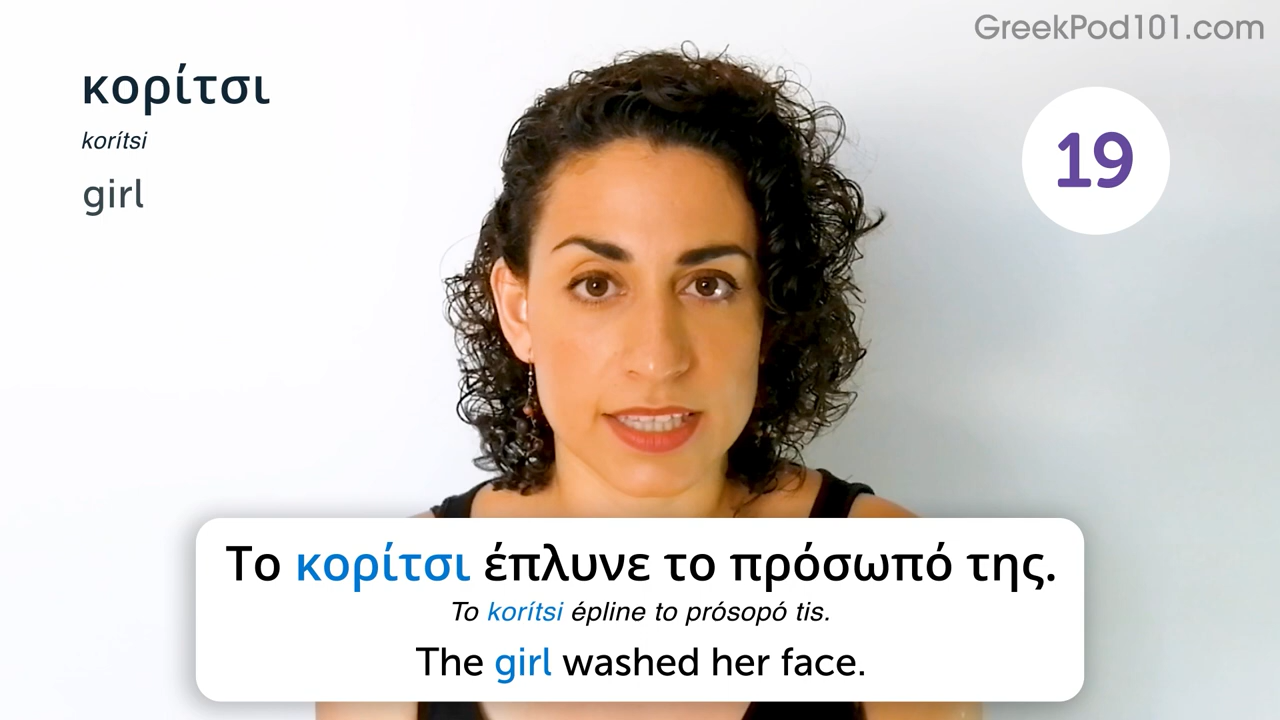 GreekPod101.com
κορίτσι
korítsi
girl
19
Το κορίτσι έπλυνε το πρόσωπό της.
To korítsi épline to prósopó tis.
The girl washed her face.